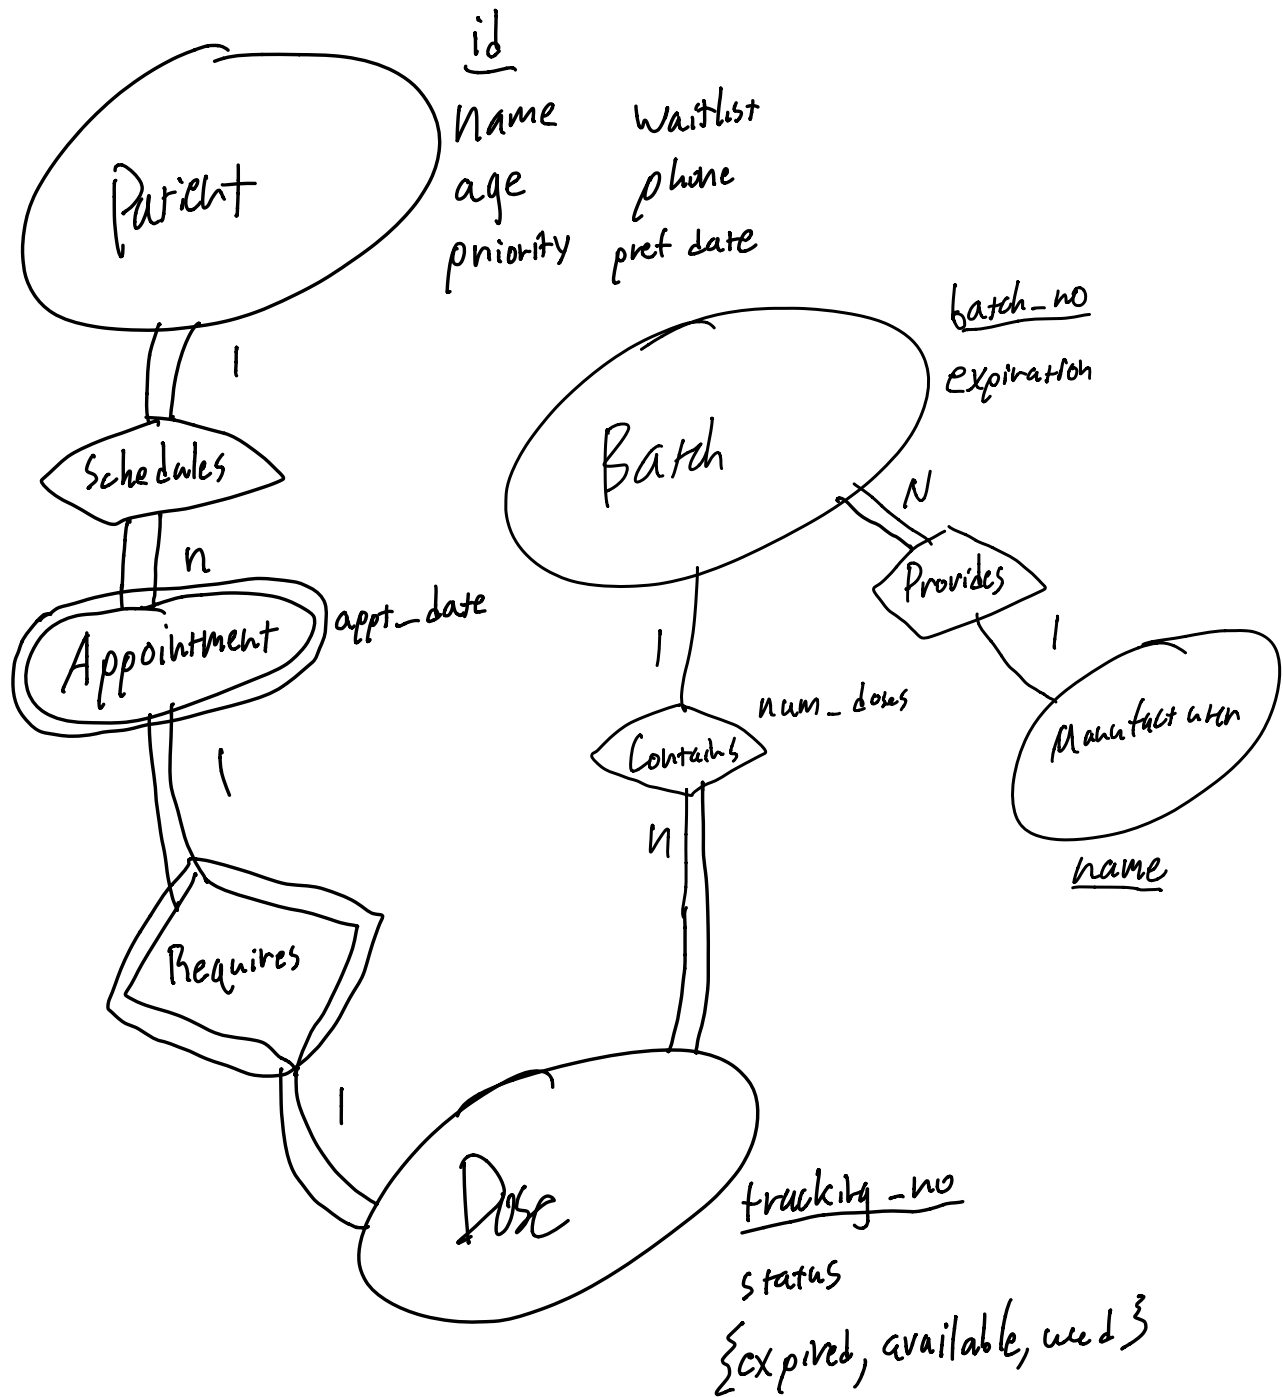 id
name waitlist
age phone
priority pref date
Patient
1
Schedules
n
Appointment
appt_date
1
Requires
1
batch_no
expiration
Batch
N
Provides
1
Manufacturer
name
1
num_doses
Contains
n
Dose
tracking_no
status
{expired, available, used}